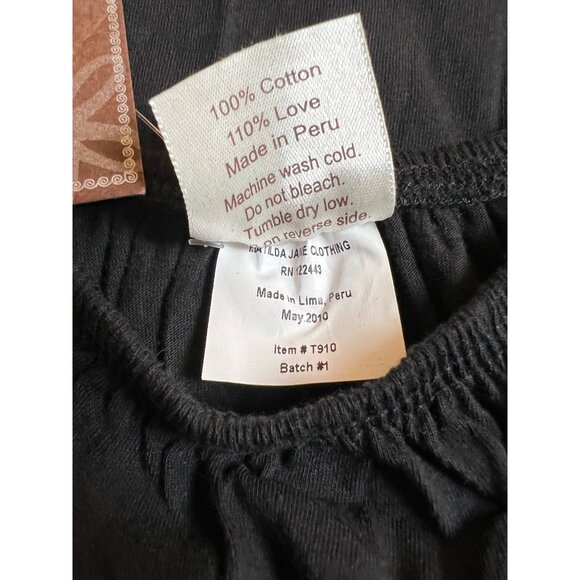 100% Cotton
110% Love
Made in Peru
Machine wash cold.
Do not bleach.
Tumble dry low.
on reverse side.
MATILDA JANE CLOTHING
RN 122443
Made in Lima, Peru
May 2010
Item # T910
Batch #1